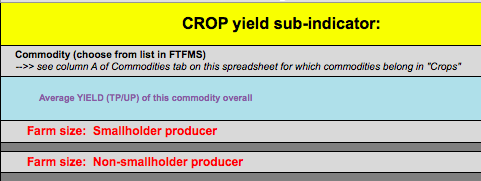 CROP yield sub-indicator:
Commodity (choose from list in FTFMS)
-->> see column A of Commodities tab on this spreadsheet for which commodities belong in "Crops"
Average YIELD (TP/UP) of this commodity overall
Farm size:  Smallholder producer
Farm size:  Non-smallholder producer